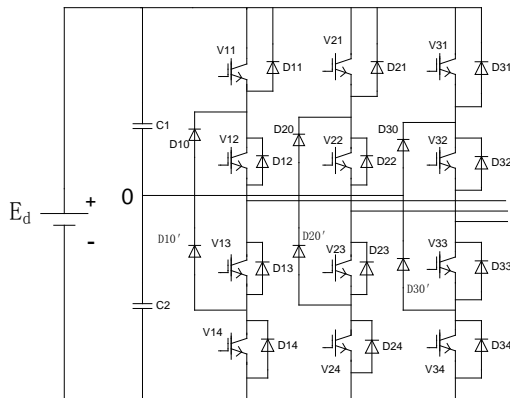 V11
D11
V21
D21
V31
D31
C1
D10
V12
D12
D20
V22
D22
D30
V32
D32
E_d
+
-
0
D10'
V13
D13
D20'
V23
D23
D30'
V33
D33
C2
V14
D14
V24
D24
V34
D34